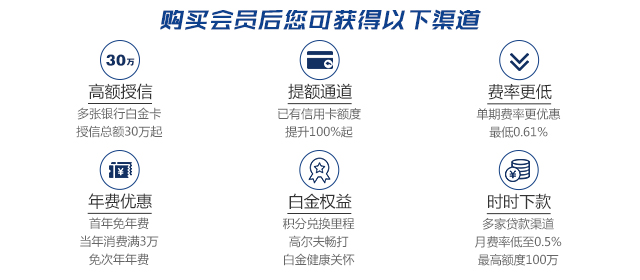 购买会员后您可获得以下渠道
30万
高额授信
多张银行白金卡
授信总额30万起
提额通道
已有信用卡额度
提升100%起
费率更低
单期费率更优惠
最低0.61%
¥
年费优惠
首年免年费
当年消费满3万
免次年年费
白金权益
积分兑换里程
高尔夫畅打
白金健康关怀
¥
时时下款
多家贷款渠道
月费率低至0.5%
最高额度100万